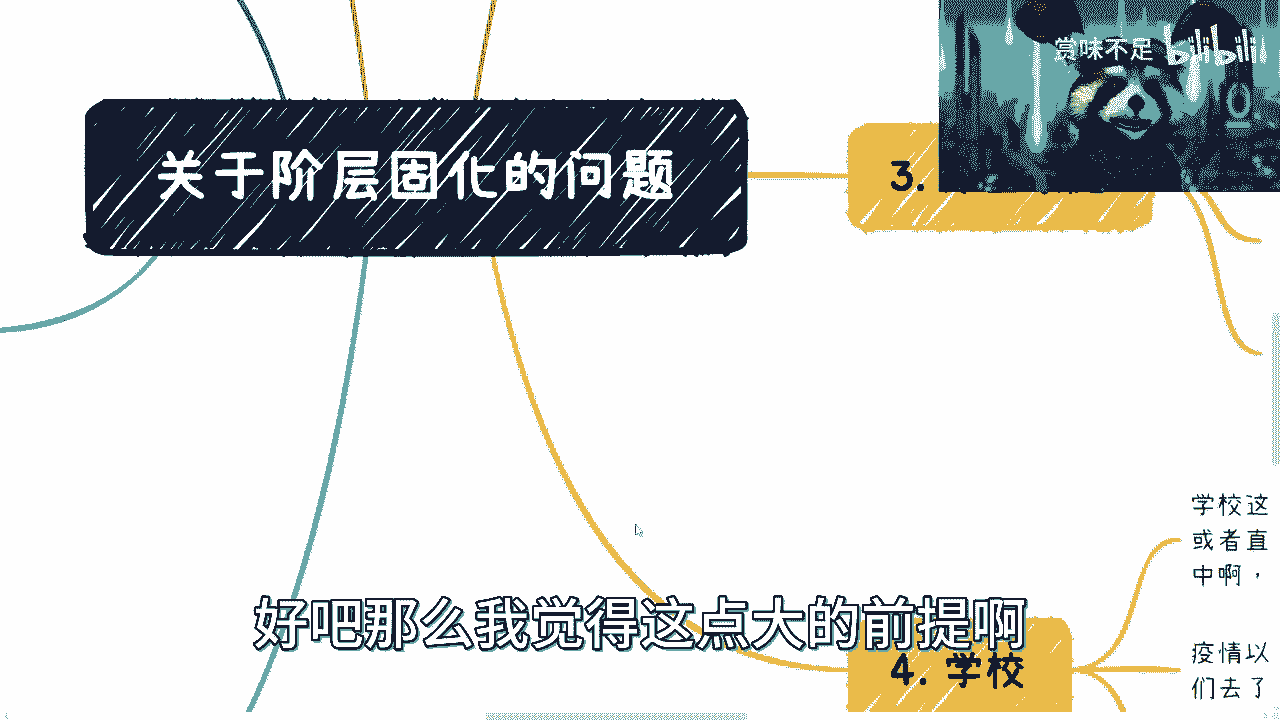 赏味不足 bilibili
关于阶层固化的问题
3.
学校这
或者直
中啊，
好吧那么我觉得这点大的前提啊
4. 学校
疫情以
们去了